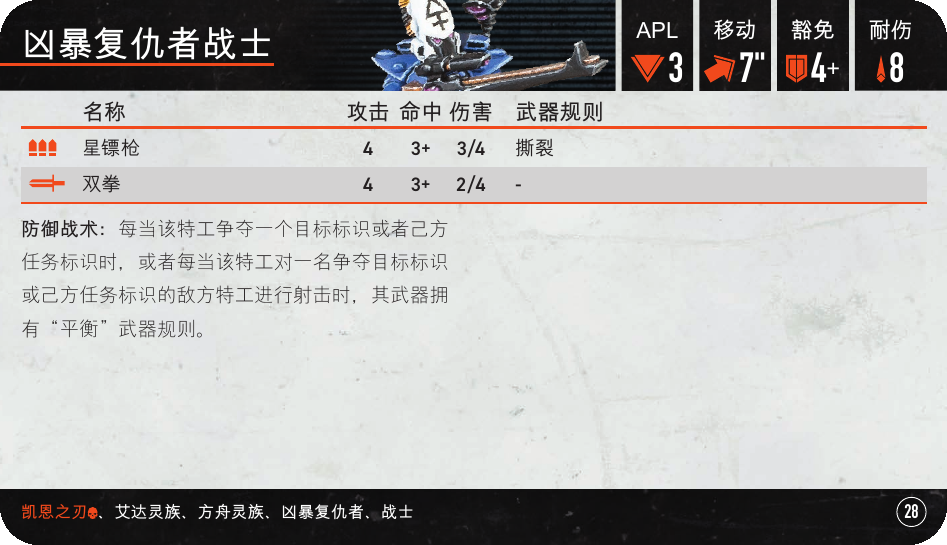 凶暴复仇者战士
APL 移动 豁免 耐伤
3 7" 4+ 8
名称 攻击 命中 伤害 武器规则
星镖枪 4 3+ 3/4 撕裂
双拳 4 3+ 2/4 -
防御战术：每当该特工争夺一个目标标识或者己方
任务标识时，或者每当该特工对一名争夺目标标识
或己方任务标识的敌方特工进行射击时，其武器拥
有“平衡”武器规则。
凯恩之刃、艾达灵族、方舟灵族、凶暴复仇者、战士
28